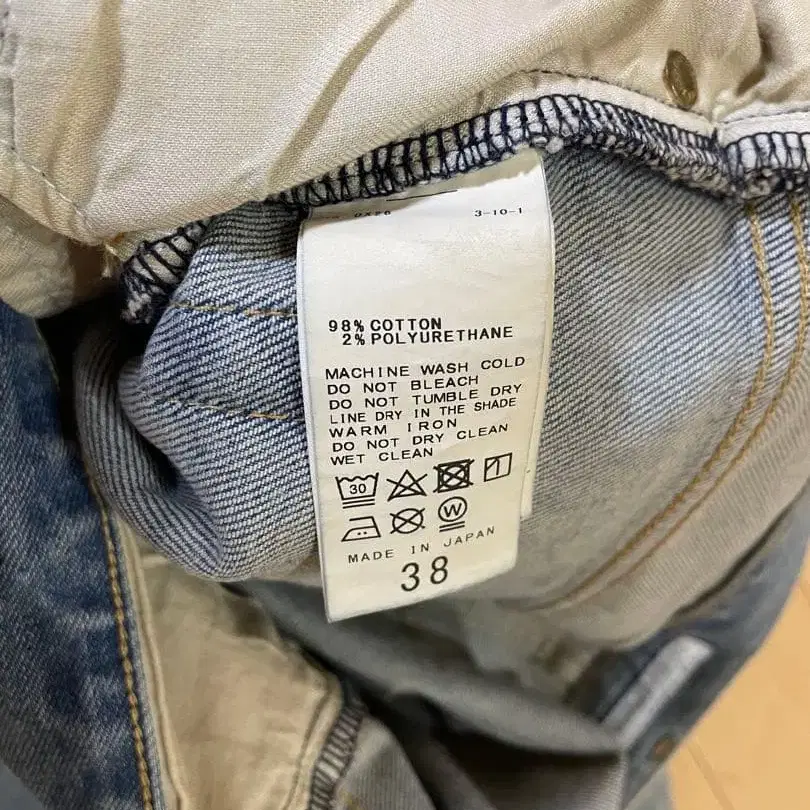 3-10-1
98% COTTON
2% POLYURETHANE
MACHINE WASH COLD
DO NOT BLEACH
DO NOT TUMBLE DRY
LINE DRY IN THE SHADE
WARM IRON
DO NOT DRY CLEAN
WET CLEAN
30
W
MADE IN JAPAN
38